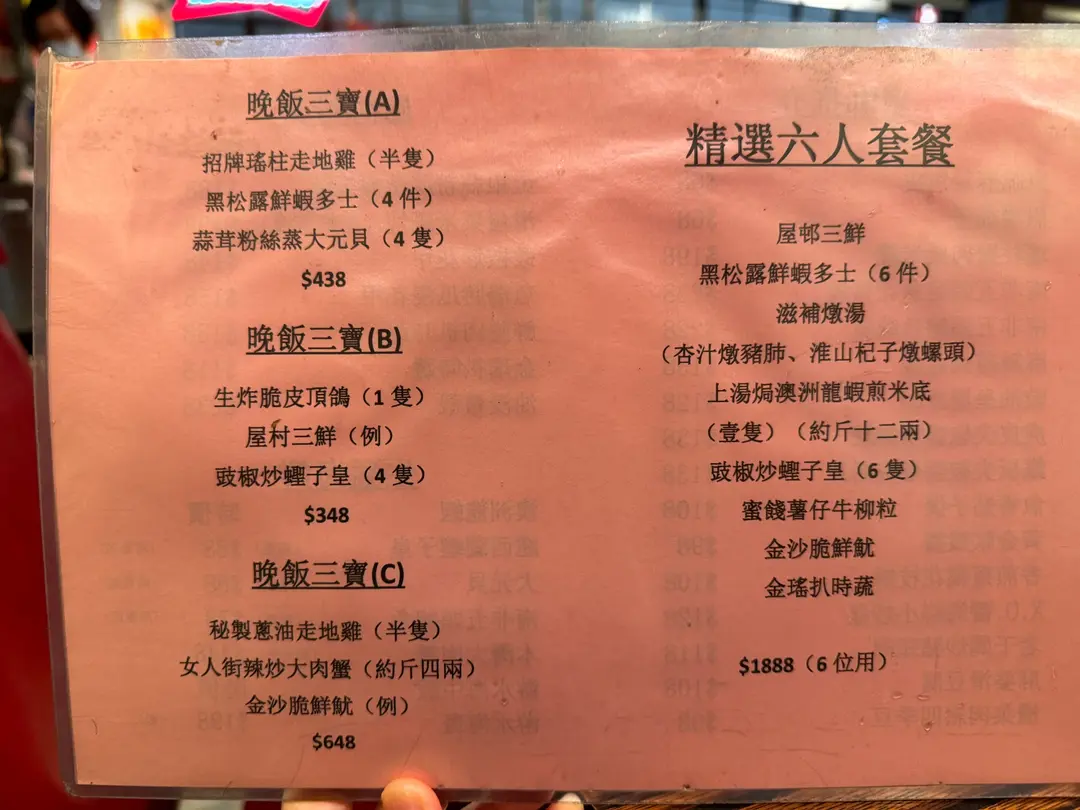 晚飯三寶(A)
招牌瑤柱走地雞（半隻）
黑松露鮮蝦多士（4 件）
蒜茸粉絲蒸大元貝（4 隻）
$438
晚飯三寶(B)
生炸脆皮頂鴿（1 隻）
屋村三鮮（例）
豉椒炒蟶子皇（4 隻）
$348
晚飯三寶(C)
秘製蔥油走地雞（半隻）
女人街辣炒大肉蟹（約斤四兩）
金沙脆鮮魷（例）
$648
精選六人套餐
屋邨三鮮
黑松露鮮蝦多士（6 件）
滋補燉湯
（杏汁燉豬肺、淮山杞子燉螺頭）
上湯焗澳洲龍蝦煎米底
（壹隻）（約斤十二兩）
豉椒炒蟶子皇（6 隻）
蜜餞薯仔牛柳粒
金沙脆鮮魷
金瑤扒時蔬
$1888（6 位用）